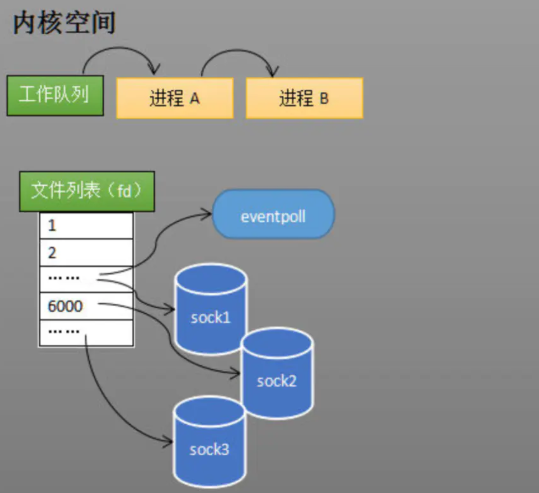 内核空间
工作队列
进程 A
进程 B
文件列表（fd）
1
2
……
6000
……
eventpoll
sock1
sock2
sock3